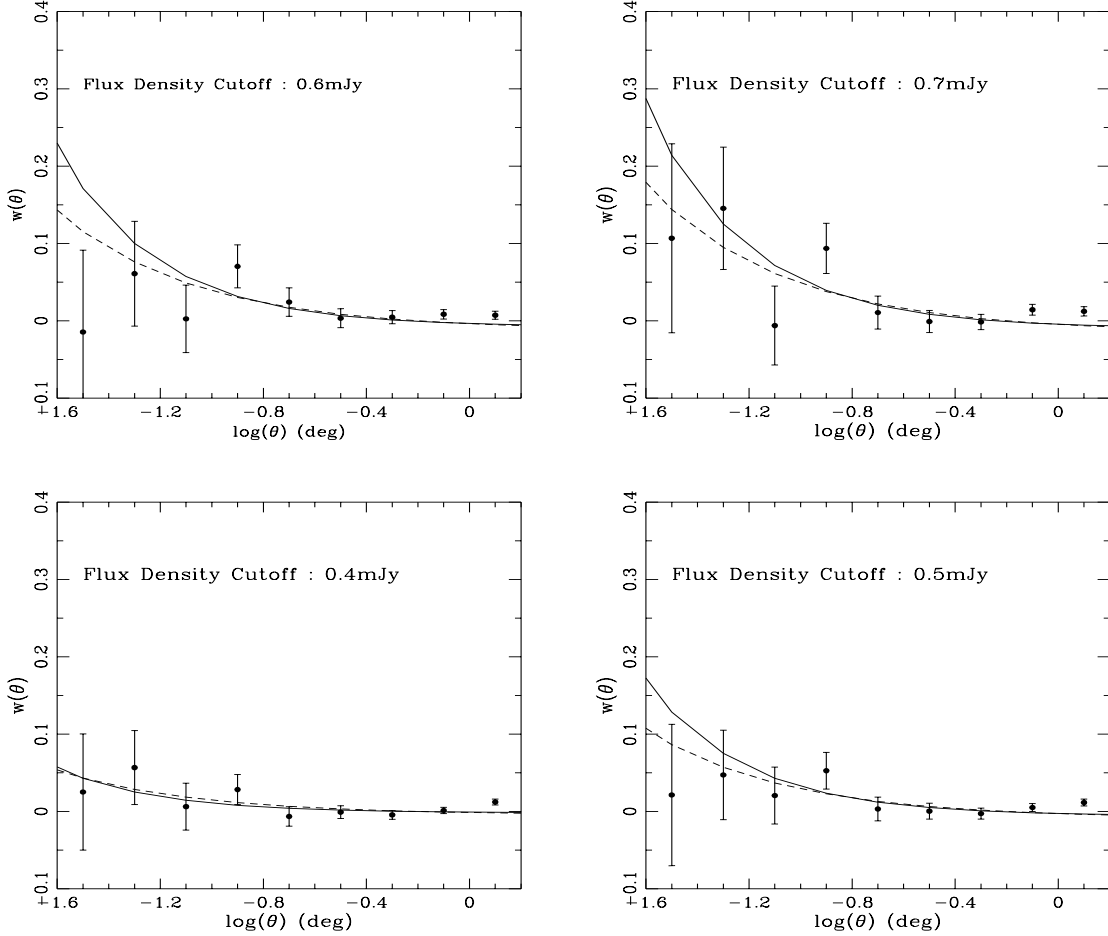 0.4
0.3
0.2
0.1
0
0.1
w(θ)
Flux Density Cutoff : 0.6mJy
+1.6 −1.2 −0.8 −0.4 0
log(θ) (deg)
0.4
0.3
0.2
0.1
0
0.1
w(θ)
Flux Density Cutoff : 0.7mJy
+1.6 −1.2 −0.8 −0.4 0
log(θ) (deg)
0.4
0.3
0.2
0.1
0
0.1
w(θ)
Flux Density Cutoff : 0.4mJy
+1.6 −1.2 −0.8 −0.4 0
log(θ) (deg)
0.4
0.3
0.2
0.1
0
0.1
w(θ)
Flux Density Cutoff : 0.5mJy
+1.6 −1.2 −0.8 −0.4 0
log(θ) (deg)